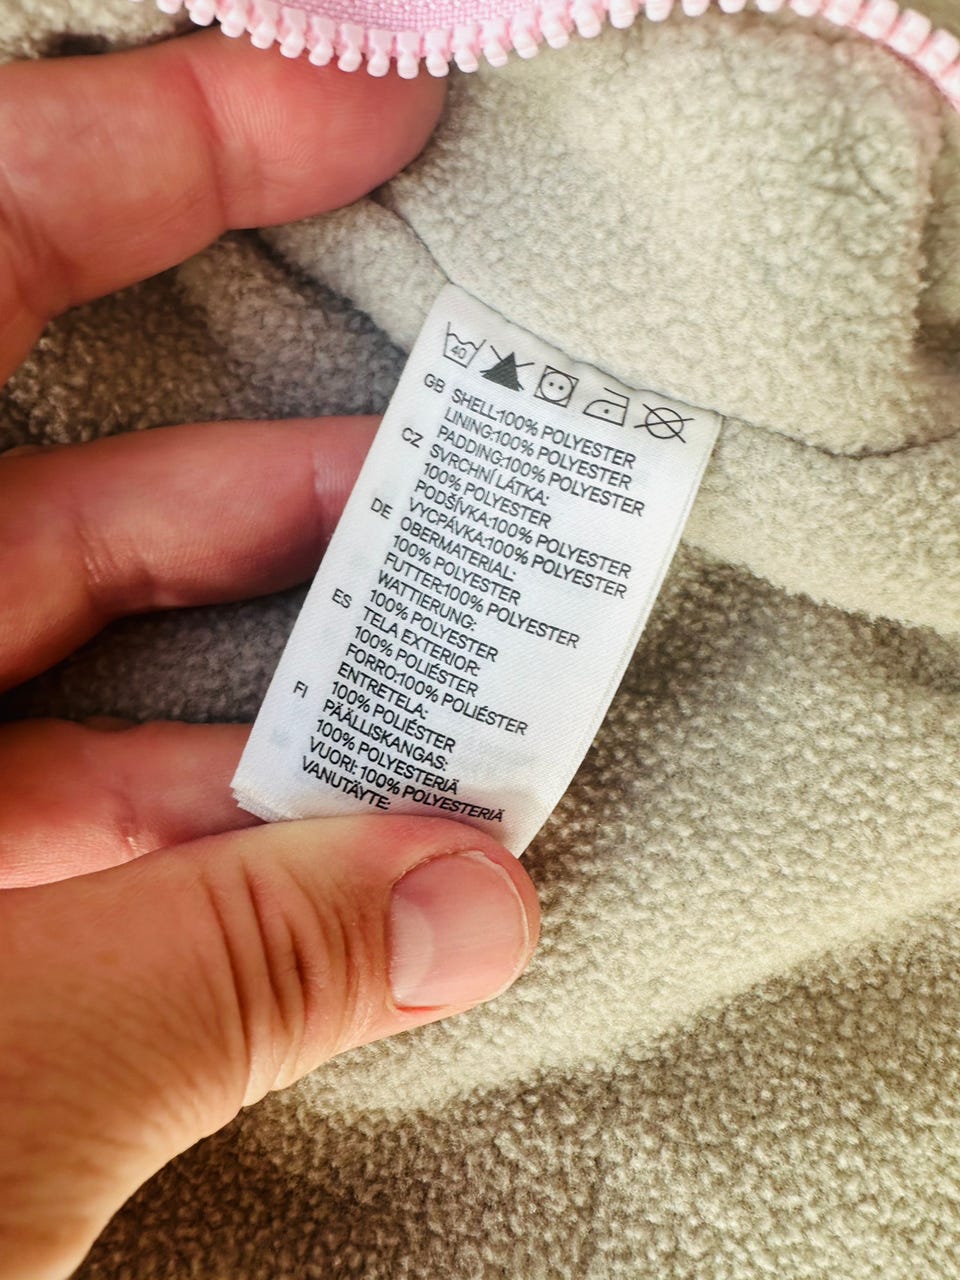 40
GB SHELL:100% POLYESTER
LINING:100% POLYESTER
PADDING:100% POLYESTER
CZ SVRCHNÍ LÁTKA:
100% POLYESTER
PODŠÍVKA:100% POLYESTER
VYCPÁVKA:100% POLYESTER
DE OBERMATERIAL:
100% POLYESTER
FUTTER:100% POLYESTER
WATTIERUNG:
100% POLYESTER
ES TELA EXTERIOR:
100% POLIÉSTER
FORRO:100% POLIÉSTER
ENTRETELA:
100% POLIÉSTER
FI PÄÄLLISKANGAS:
100% POLYESTERIÄ
VUORI: 100% POLYESTERIÄ
VANUTÄYTE: